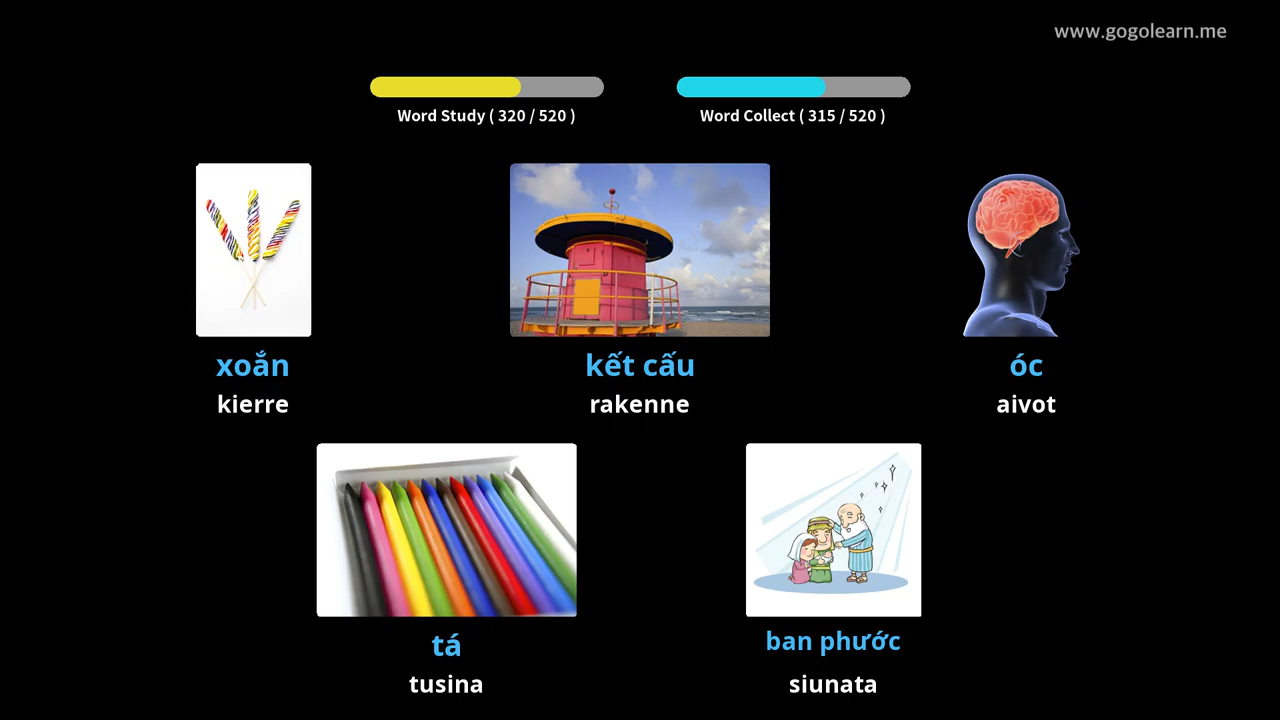 www.gogolearn.me
Word Study ( 320 / 520 )
Word Collect ( 315 / 520 )
xoắn
kierre
kết cấu
rakenne
óc
aivot
tá
tusina
ban phước
siunata